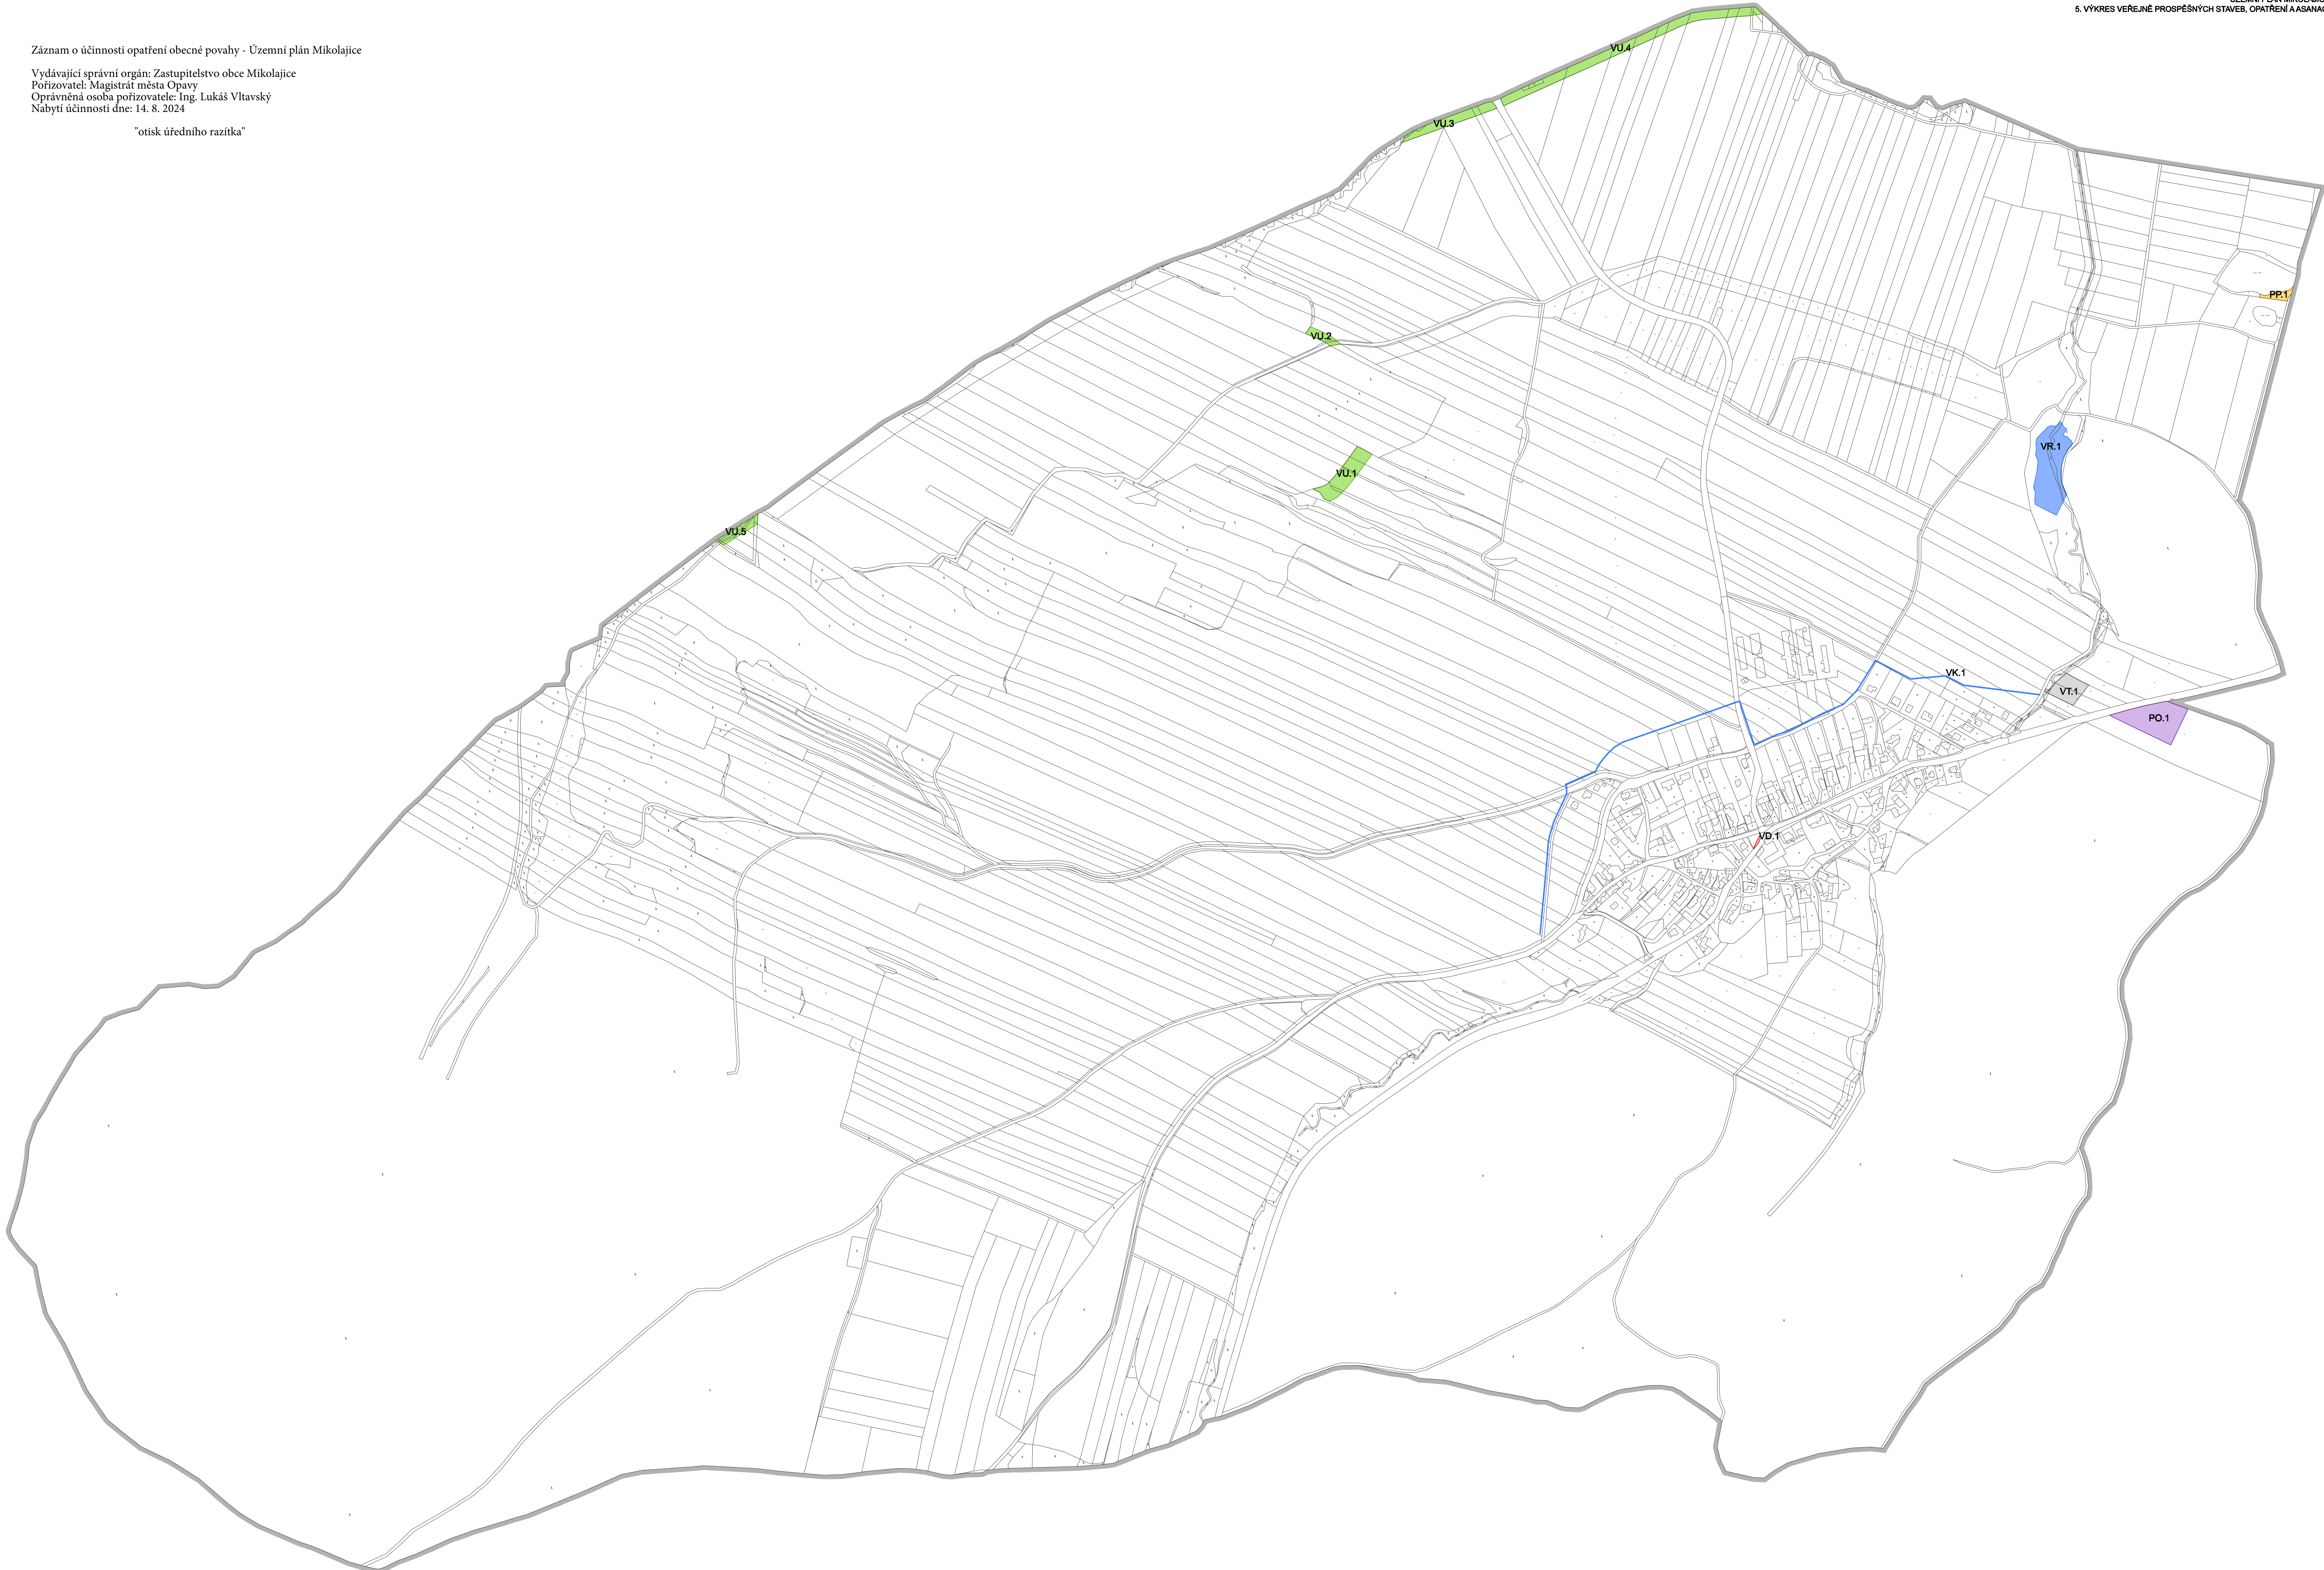 5. VÝKRES VEŘEJNĚ PROSPĚŠNÝCH STAVEB, OPATŘENÍ A ASANAC
Záznam o účinnosti opatření obecné povahy - Územní plán Mikolajice
Vydávající správní orgán: Zastupitelstvo obce Mikolajice
Pořizovatel: Magistrát města Opavy
Oprávněná osoba pořizovatele: Ing. Lukáš Vltavský
Nabytí účinnosti dne: 14. 8. 2024
"otisk úředního razítka"
VU.4
VU.3
PP.1
VU.2
VR.1
VU.1
VU.5
VK.1
VT.1
PO.1
VD.1